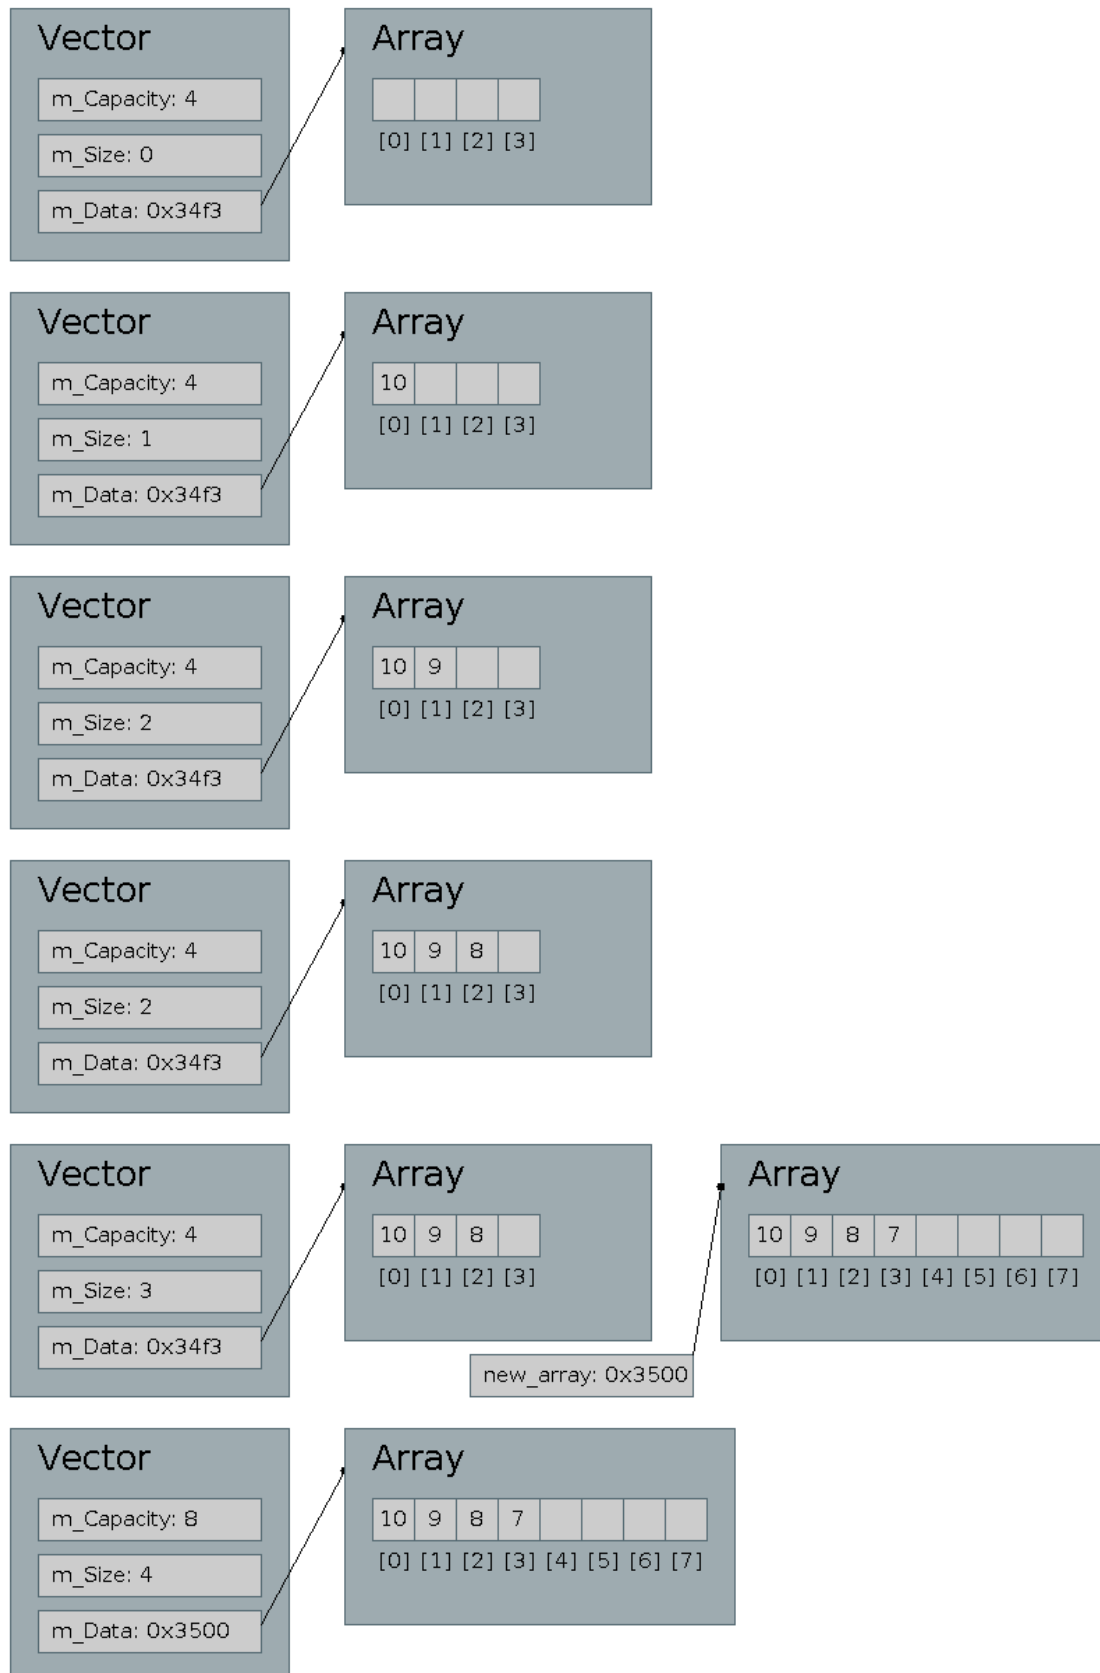 Vector
m_Capacity: 4
m_Size: 0
m_Data: 0x34f3
Array
[0] [1] [2] [3]
Vector
m_Capacity: 4
m_Size: 1
m_Data: 0x34f3
Array
10
[0] [1] [2] [3]
Vector
m_Capacity: 4
m_Size: 2
m_Data: 0x34f3
Array
10 9
[0] [1] [2] [3]
Vector
m_Capacity: 4
m_Size: 2
m_Data: 0x34f3
Array
10 9 8
[0] [1] [2] [3]
Vector
m_Capacity: 4
m_Size: 3
m_Data: 0x34f3
Array
10 9 8
[0] [1] [2] [3]
new_array: 0x3500
Array
10 9 8 7
[0] [1] [2] [3] [4] [5] [6] [7]
Vector
m_Capacity: 8
m_Size: 4
m_Data: 0x3500
Array
10 9 8 7
[0] [1] [2] [3] [4] [5] [6] [7]